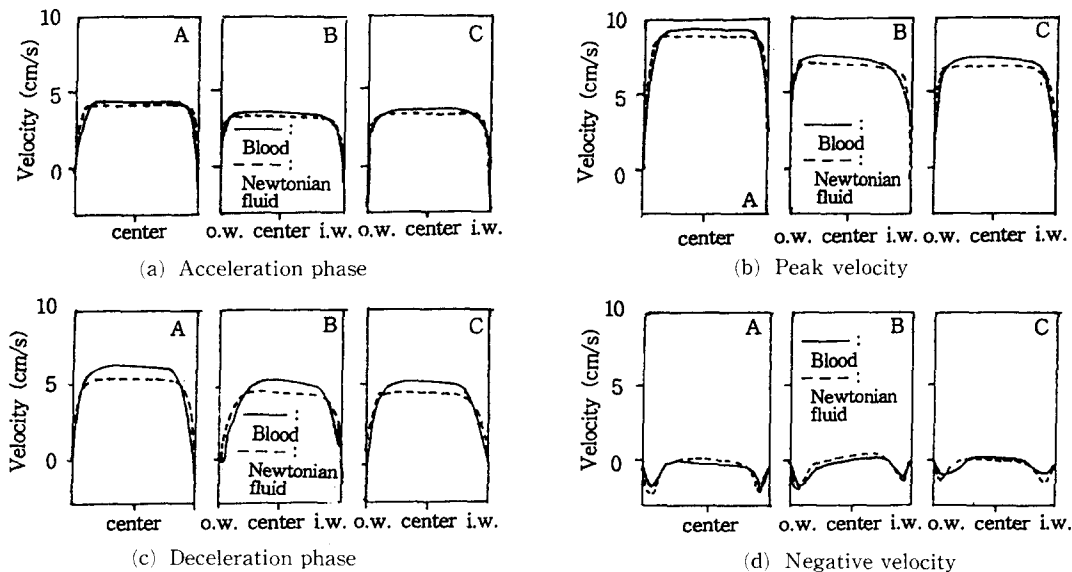 10
5
0
Velocity (cm/s)
A
center
B
Blood
Newtonian
fluid
o.w. center i.w.
C
o.w. center i.w.
(a) Acceleration phase
10
5
0
Velocity (cm/s)
A
center
B
Blood
Newtonian
fluid
o.w. center i.w.
C
o.w. center i.w.
(b) Peak velocity
10
5
0
Velocity (cm/s)
A
center
B
Blood
Newtonian
fluid
o.w. center i.w.
C
o.w. center i.w.
(c) Deceleration phase
10
5
0
Velocity (cm/s)
A
center
B
Blood
Newtonian
fluid
o.w. center i.w.
C
o.w. center i.w.
(d) Negative velocity